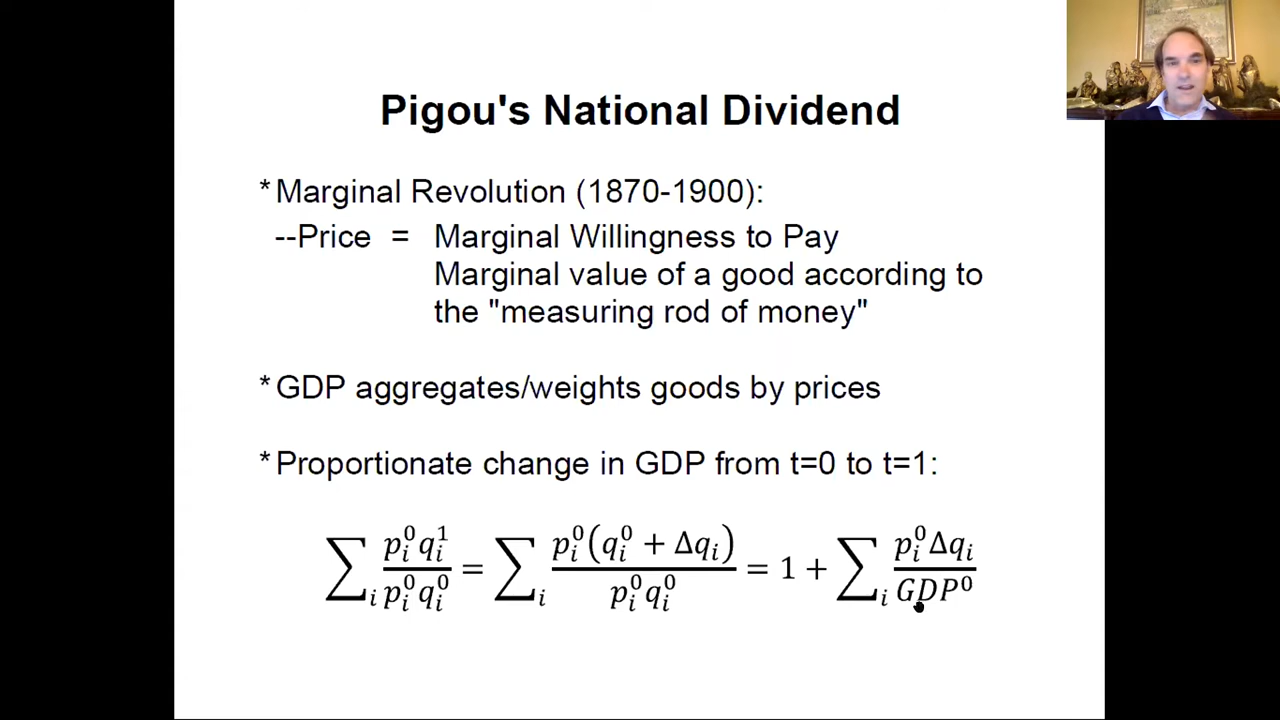 Pigou's National Dividend
*Marginal Revolution (1870-1900):
--Price = Marginal Willingness to Pay
Marginal value of a good according to
the "measuring rod of money"
*GDP aggregates/weights goods by prices
*Proportionate change in GDP from t=0 to t=1:
∑_i p_i^0 q_i^1 / p_i^0 q_i^0 = ∑_i p_i^0 (q_i^0 + Δq_i) / p_i^0 q_i^0 = 1 + ∑_i p_i^0 Δq_i / GDP^0